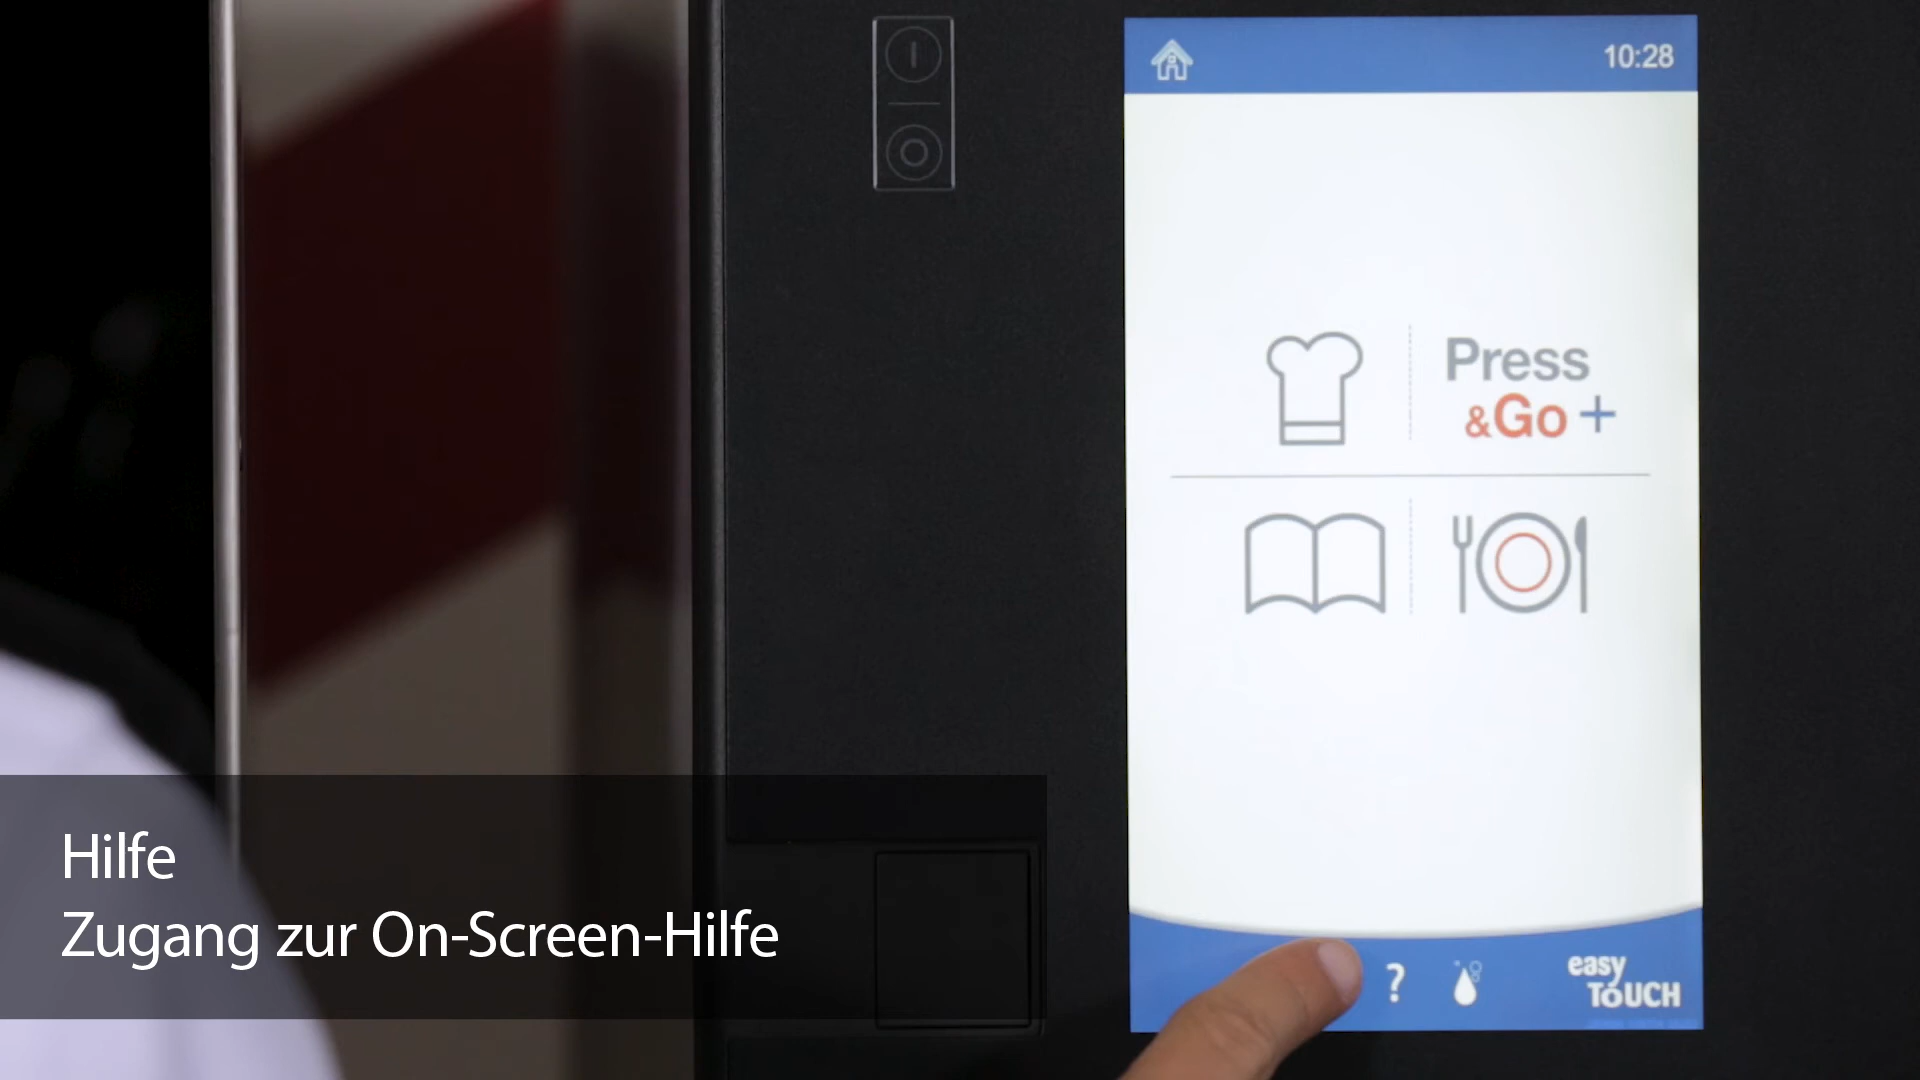 10:28
Press
&Go +
?
easy
TOUCH
Hilfe
Zugang zur On-Screen-Hilfe